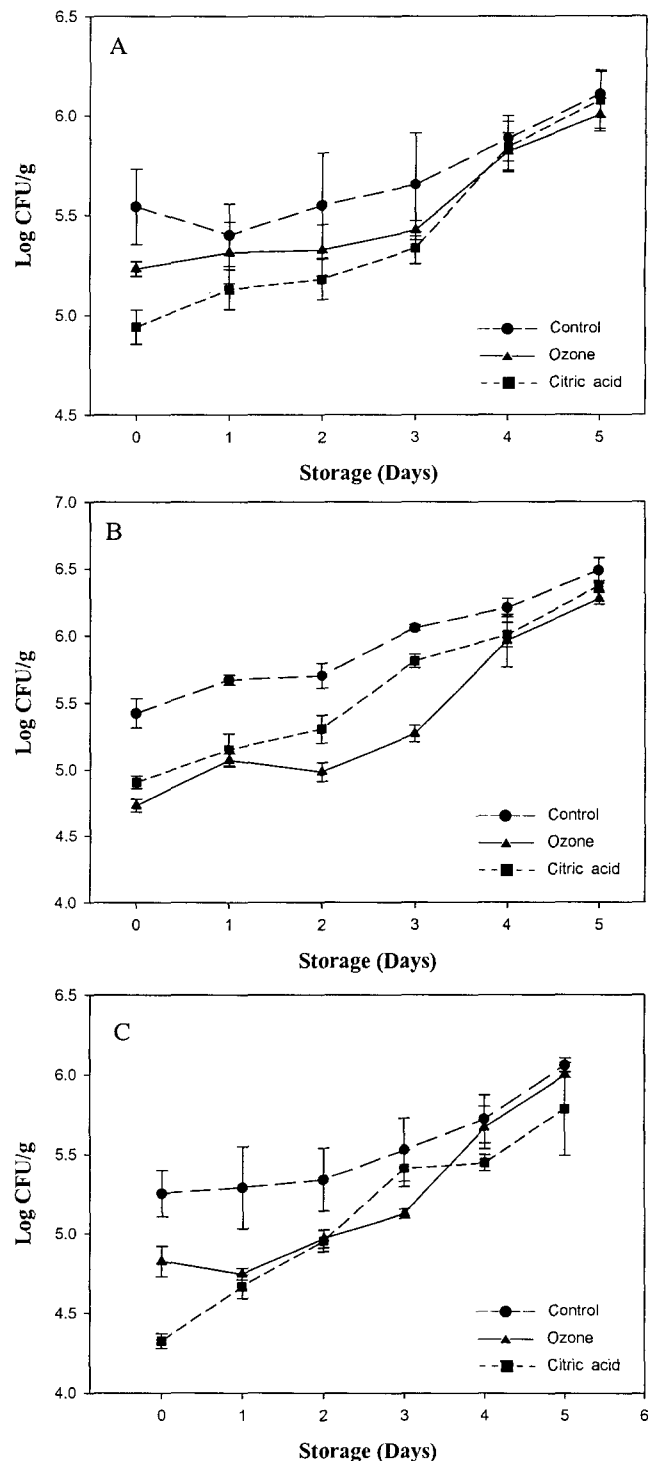 6.5
A
6.0
5.5
5.0
4.5
Log CFU/g
Control
Ozone
Citric acid
0 1 2 3 4 5
Storage (Days)
7.0
B
6.5
6.0
5.5
5.0
4.5
4.0
Log CFU/g
Control
Ozone
Citric acid
0 1 2 3 4 5
Storage (Days)
6.5
C
6.0
5.5
5.0
4.5
4.0
Log CFU/g
Control
Ozone
Citric acid
0 1 2 3 4 5 6
Storage (Days)